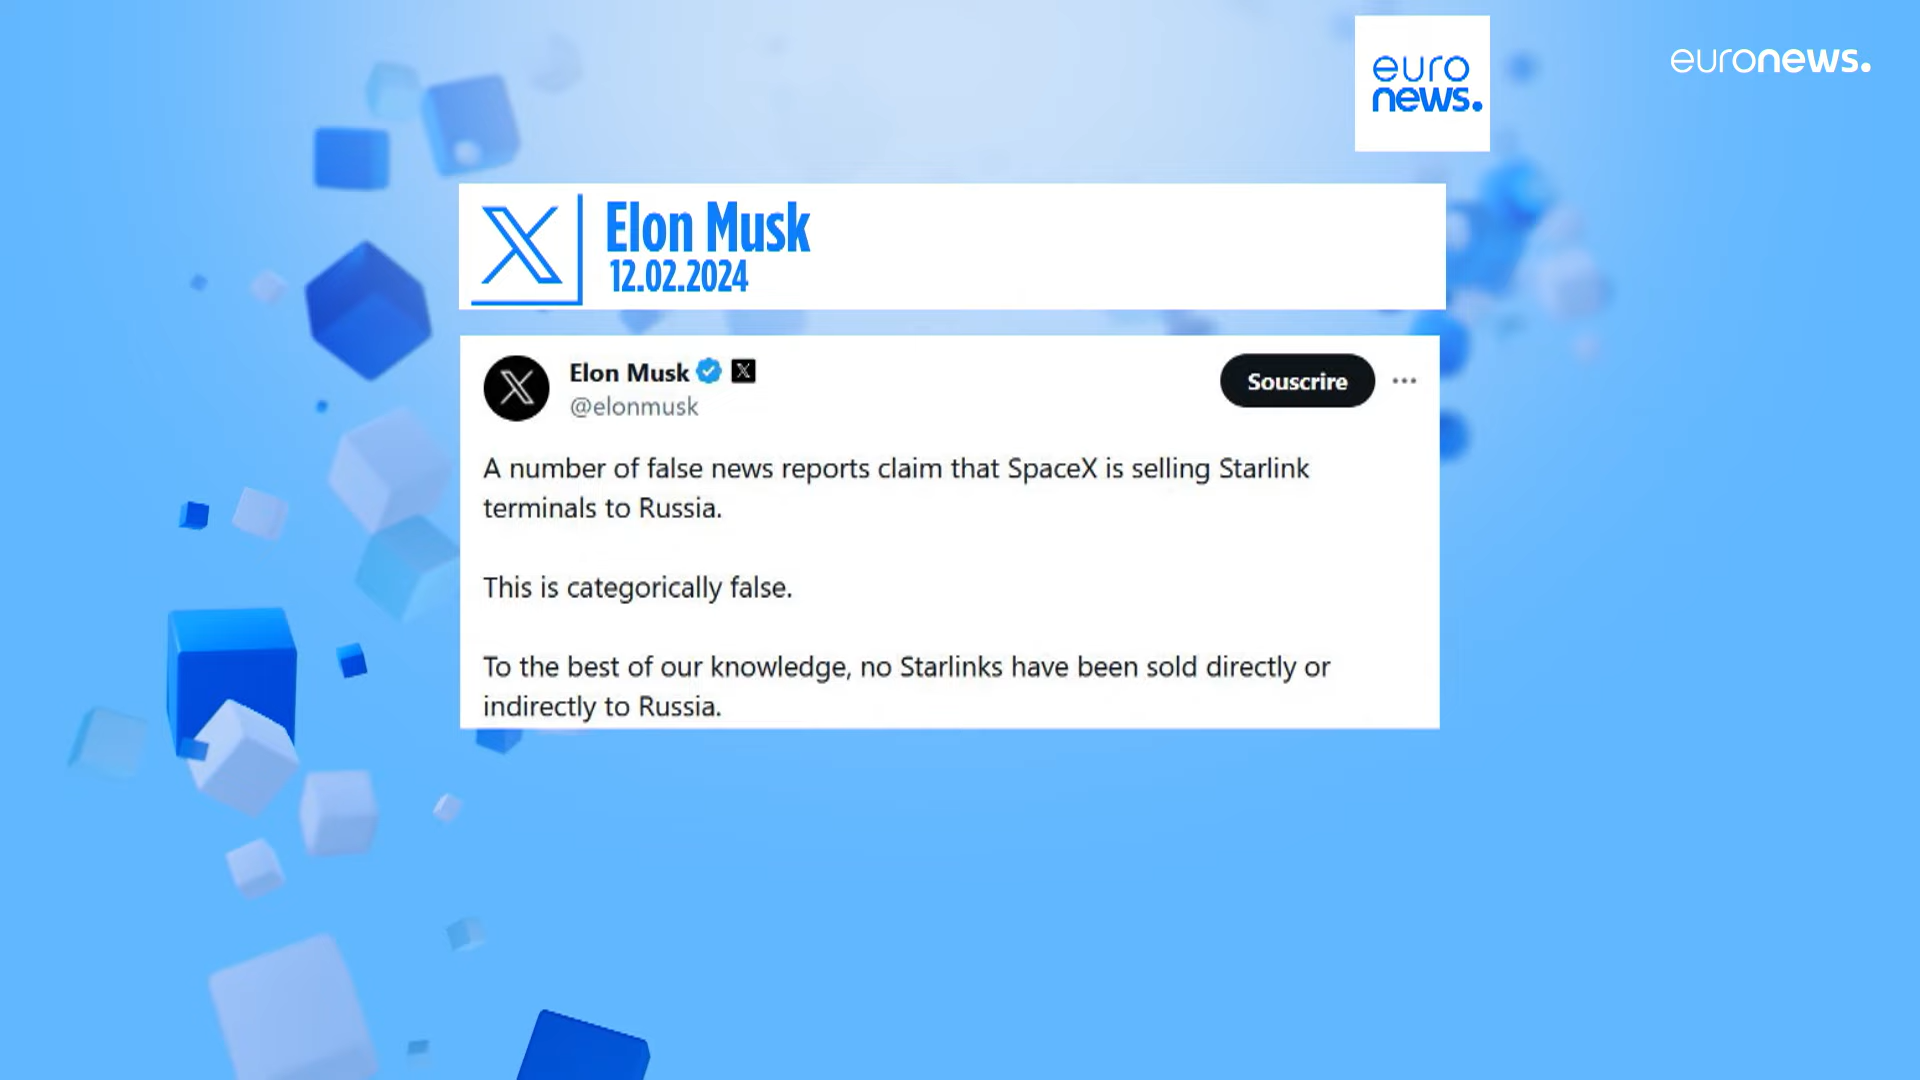 euro
news.
euronews.
Elon Musk
12.02.2024
Elon Musk
@elonmusk
Souscrire
A number of false news reports claim that SpaceX is selling Starlink
terminals to Russia.
This is categorically false.
To the best of our knowledge, no Starlinks have been sold directly or
indirectly to Russia.